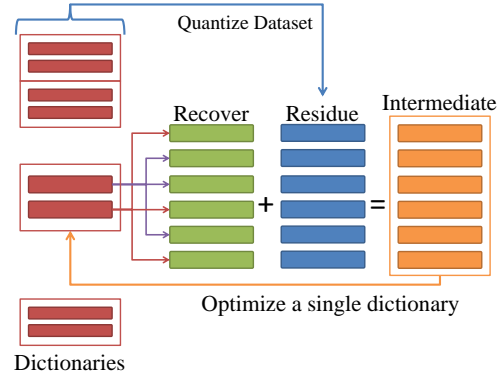 Quantize Dataset
Recover
Residue
Intermediate
+
=
Optimize a single dictionary
Dictionaries